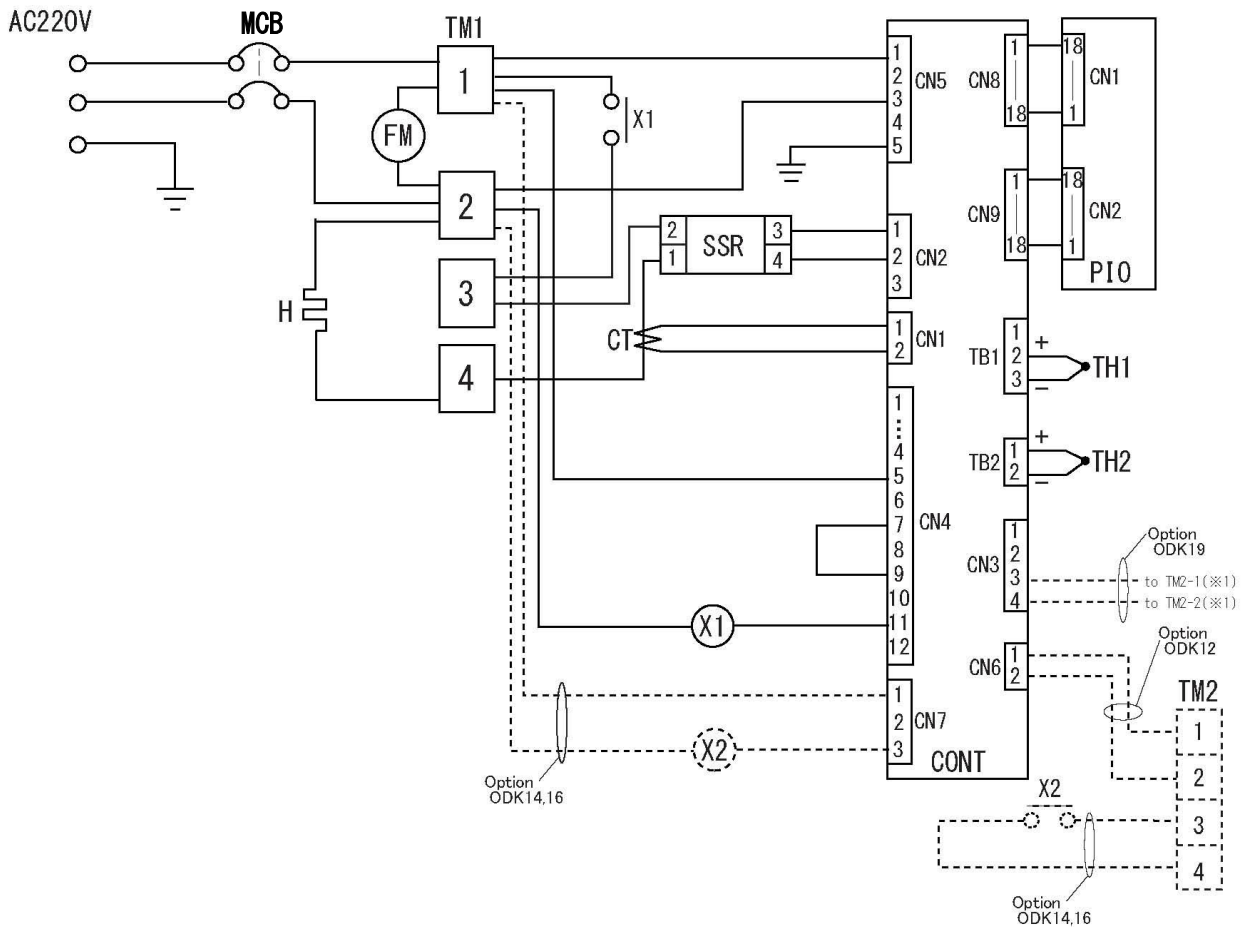 AC220V
MCB
TM1
1
2
3
4
FM
H
X1
SSR
2
1
3
4
CT
X1
X2
Option
ODK14,16
1
2
3
4
5
CN5
1
2
3
CN2
1
2
CN1
1
4
5
6
7
8
9
10
11
12
CN4
1
2
3
CN7
CONT
CN8
1
18
18
1
CN1
CN9
1
18
18
1
CN2
PIO
TB1
1
2
3
+
−
TH1
TB2
1
2
+
−
TH2
CN3
1
2
3
4
Option
ODK19
to TM2-1(※1)
to TM2-2(※1)
CN6
1
2
Option
ODK12
TM2
1
2
3
4
X2
Option
ODK14,16